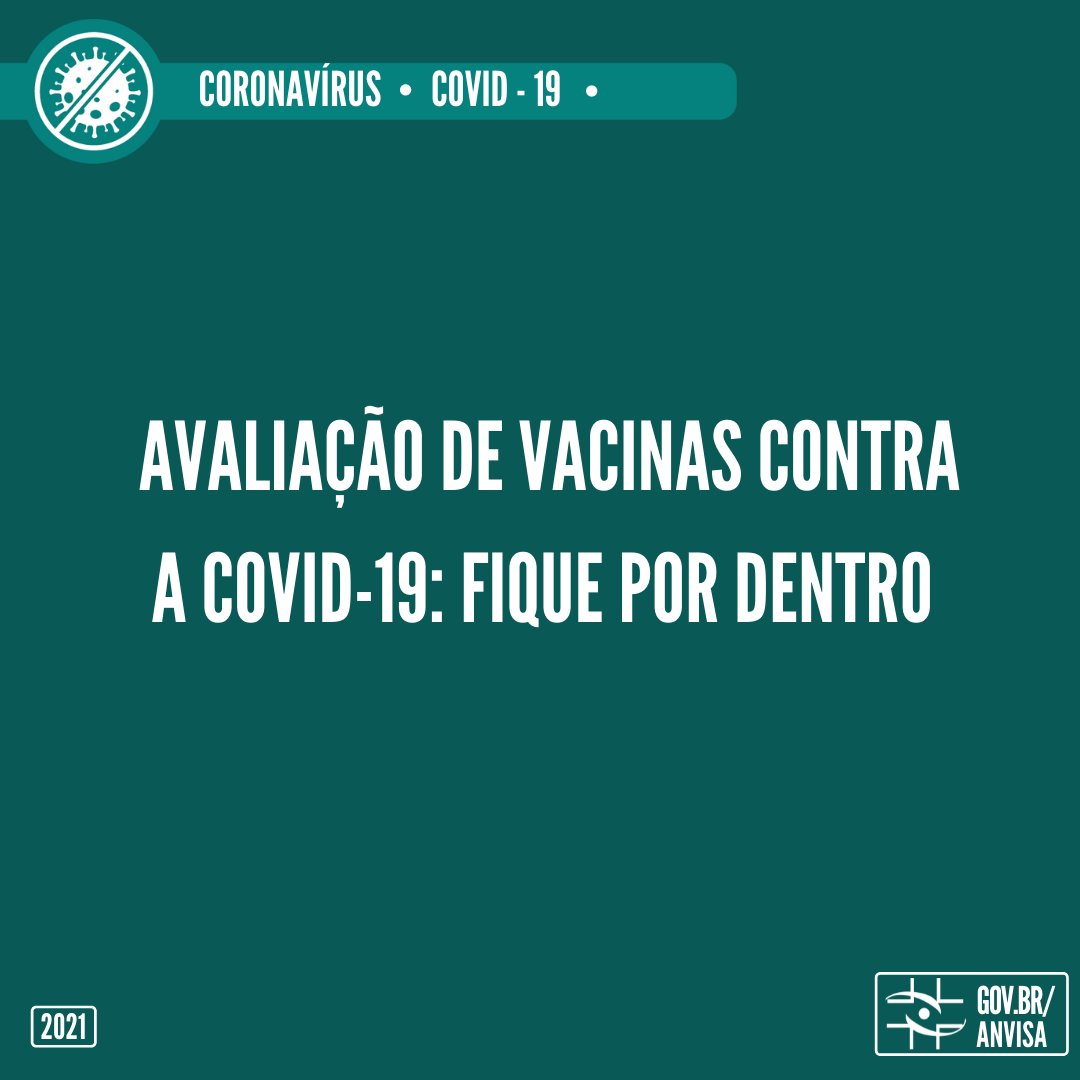 CORONAVÍRUS • COVID - 19 •
AVALIAÇÃO DE VACINAS CONTRA
A COVID-19: FIQUE POR DENTRO
2021
GOV.BR/
ANVISA